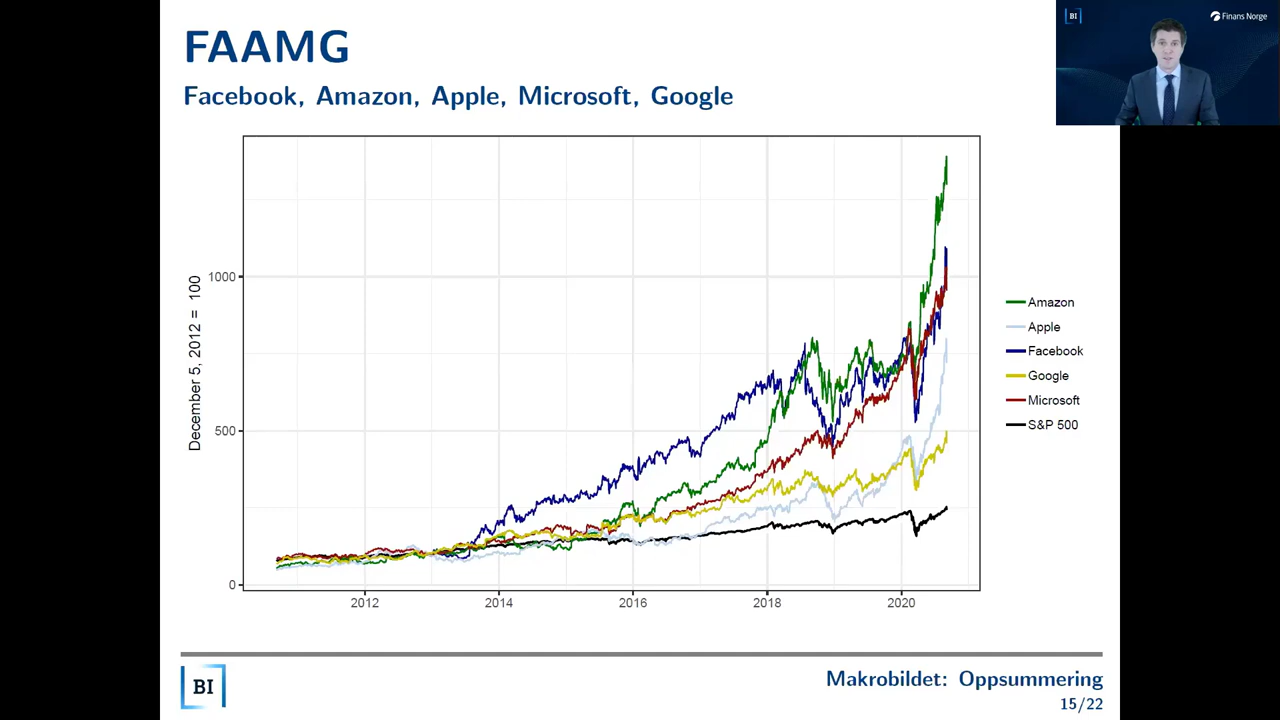 FAAMG
Facebook, Amazon, Apple, Microsoft, Google
BI
Finans Norge
December 5, 2012 = 100
1000
500
0
2012
2014
2016
2018
2020
Amazon
Apple
Facebook
Google
Microsoft
S&P 500
BI
Makrobildet: Oppsummering
15/22